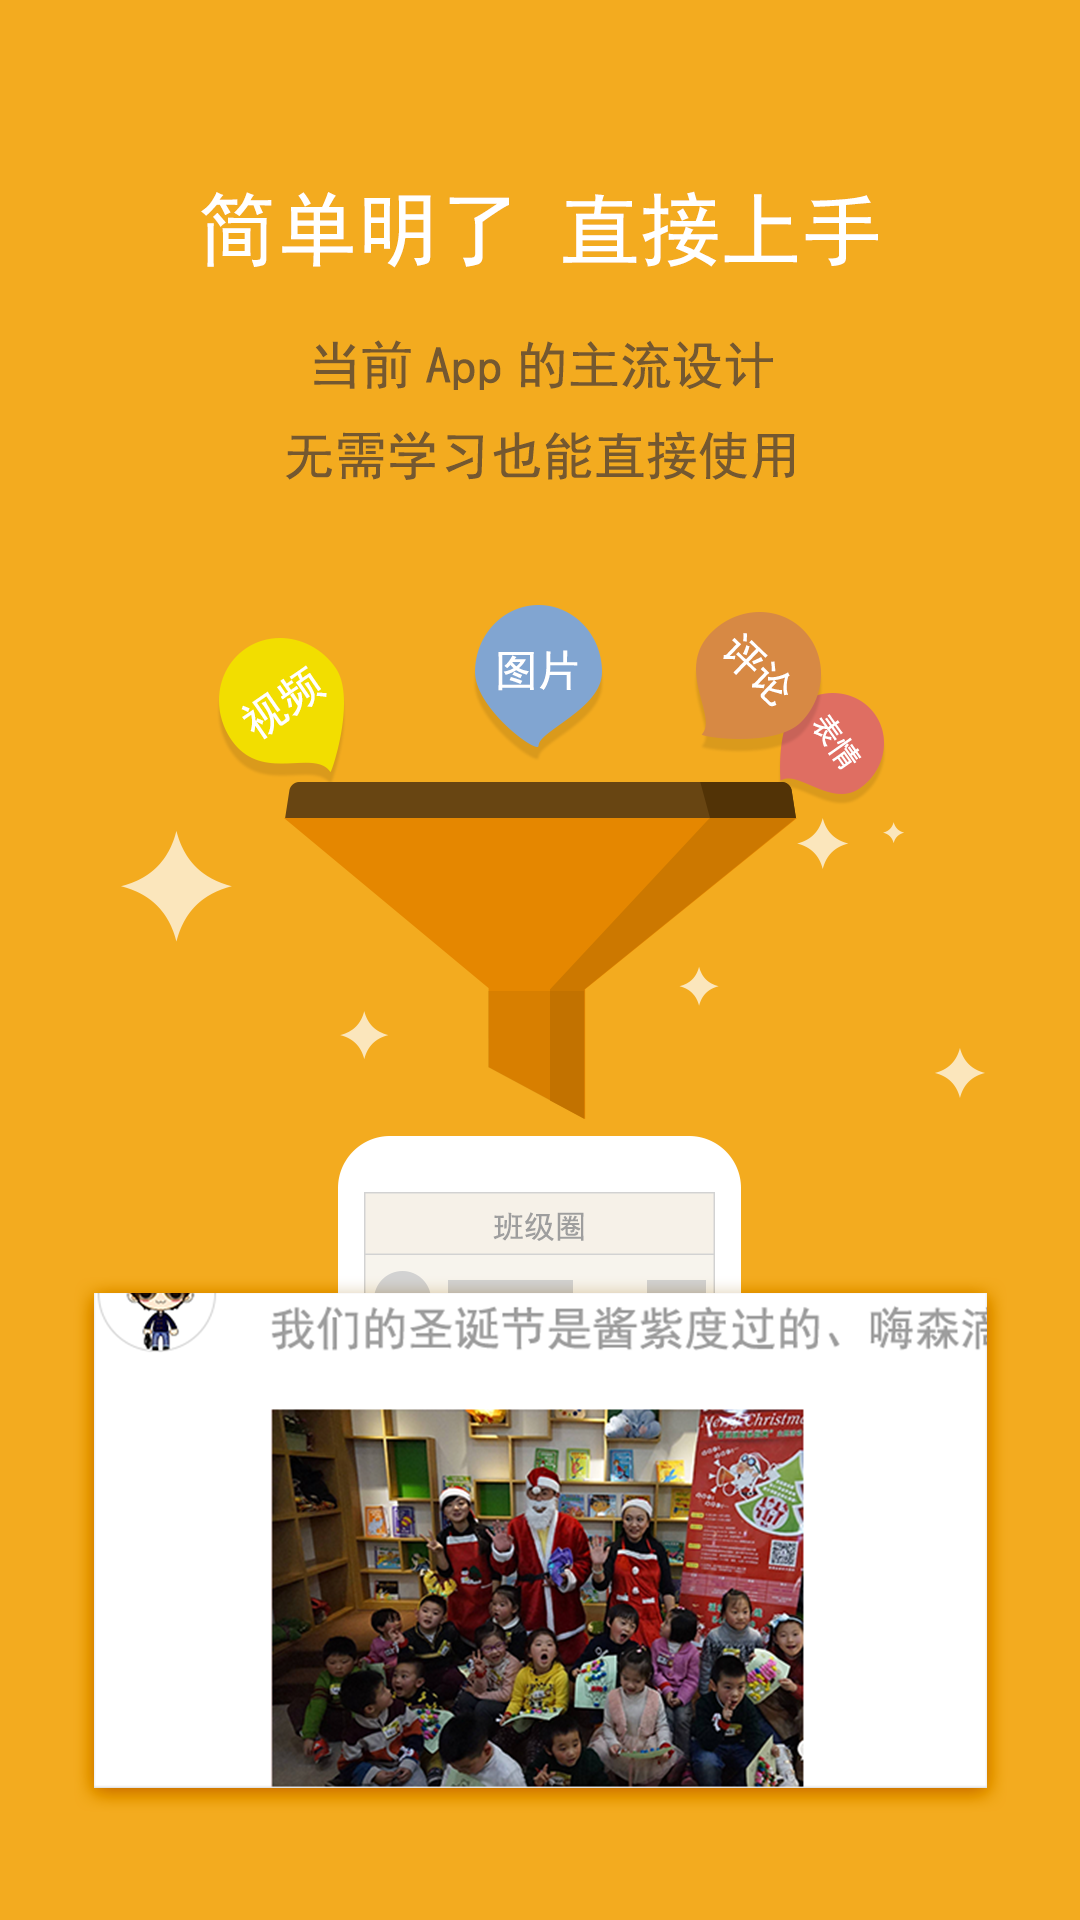 简单明了 直接上手
当前 App 的主流设计
无需学习也能直接使用
视频
图片
评论
表情
班级圈
我们的圣诞节是酱紫度过的、嗨森滴
Merry Christmas